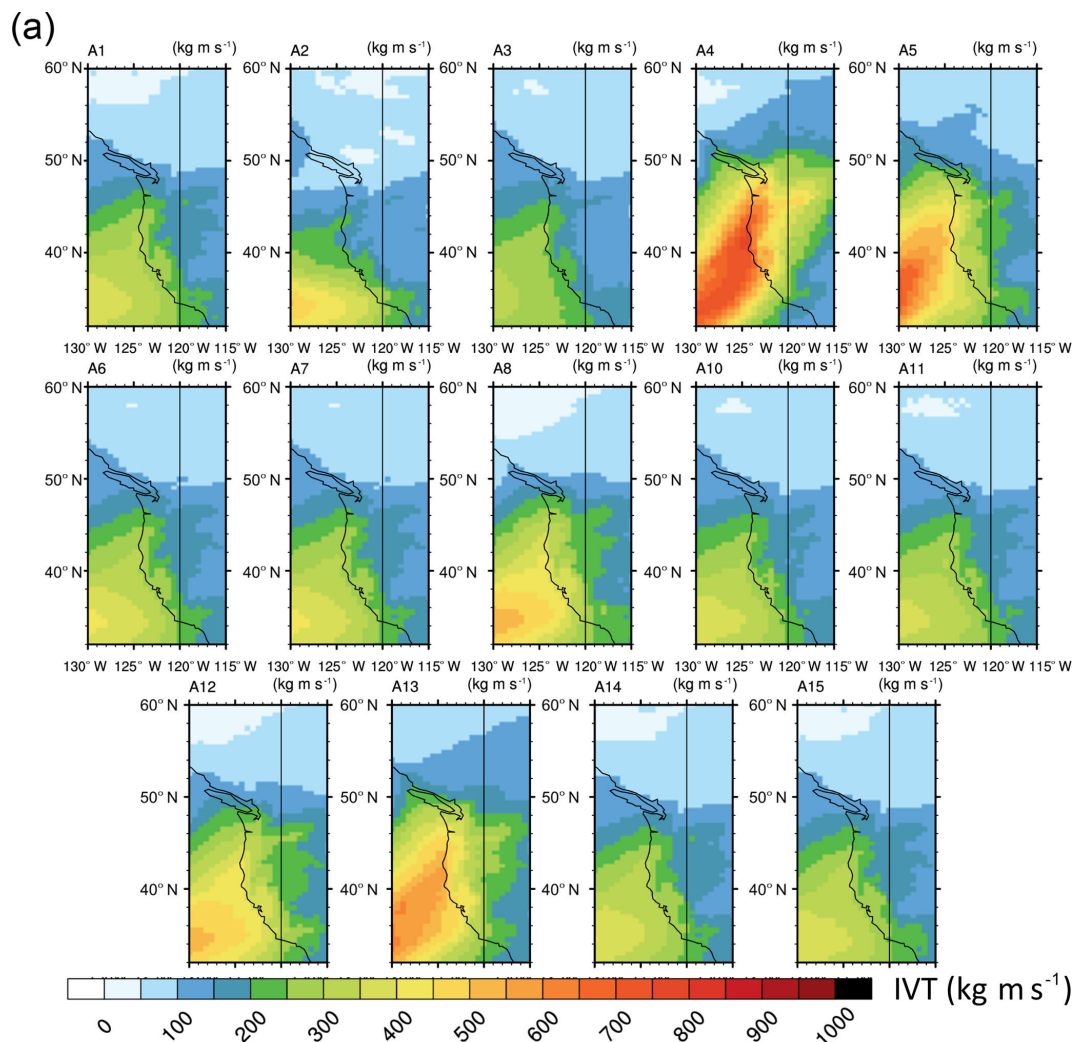 (a)
A1 (kg m s⁻¹) A2 (kg m s⁻¹) A3 (kg m s⁻¹) A4 (kg m s⁻¹) A5 (kg m s⁻¹)
60° N 60° N 60° N 60° N 60° N
50° N 50° N 50° N 50° N 50° N
40° N 40° N 40° N 40° N 40° N
130° W 125° W 120° W 115° W 130° W 125° W 120° W 115° W 130° W 125° W 120° W 115° W 130° W 125° W 120° W 115° W 130° W 125° W 120° W 115° W
A6 (kg m s⁻¹) A7 (kg m s⁻¹) A8 (kg m s⁻¹) A10 (kg m s⁻¹) A11 (kg m s⁻¹)
60° N 60° N 60° N 60° N 60° N
50° N 50° N 50° N 50° N 50° N
40° N 40° N 40° N 40° N 40° N
130° W 125° W 120° W 115° W 130° W 125° W 120° W 115° W 130° W 125° W 120° W 115° W 130° W 125° W 120° W 115° W 130° W 125° W 120° W 115° W
A12 (kg m s⁻¹) A13 (kg m s⁻¹) A14 (kg m s⁻¹) A15 (kg m s⁻¹)
60° N 60° N 60° N 60° N
50° N 50° N 50° N 50° N
40° N 40° N 40° N 40° N
IVT (kg m s⁻¹)
0 100 200 300 400 500 600 700 800 900 1000